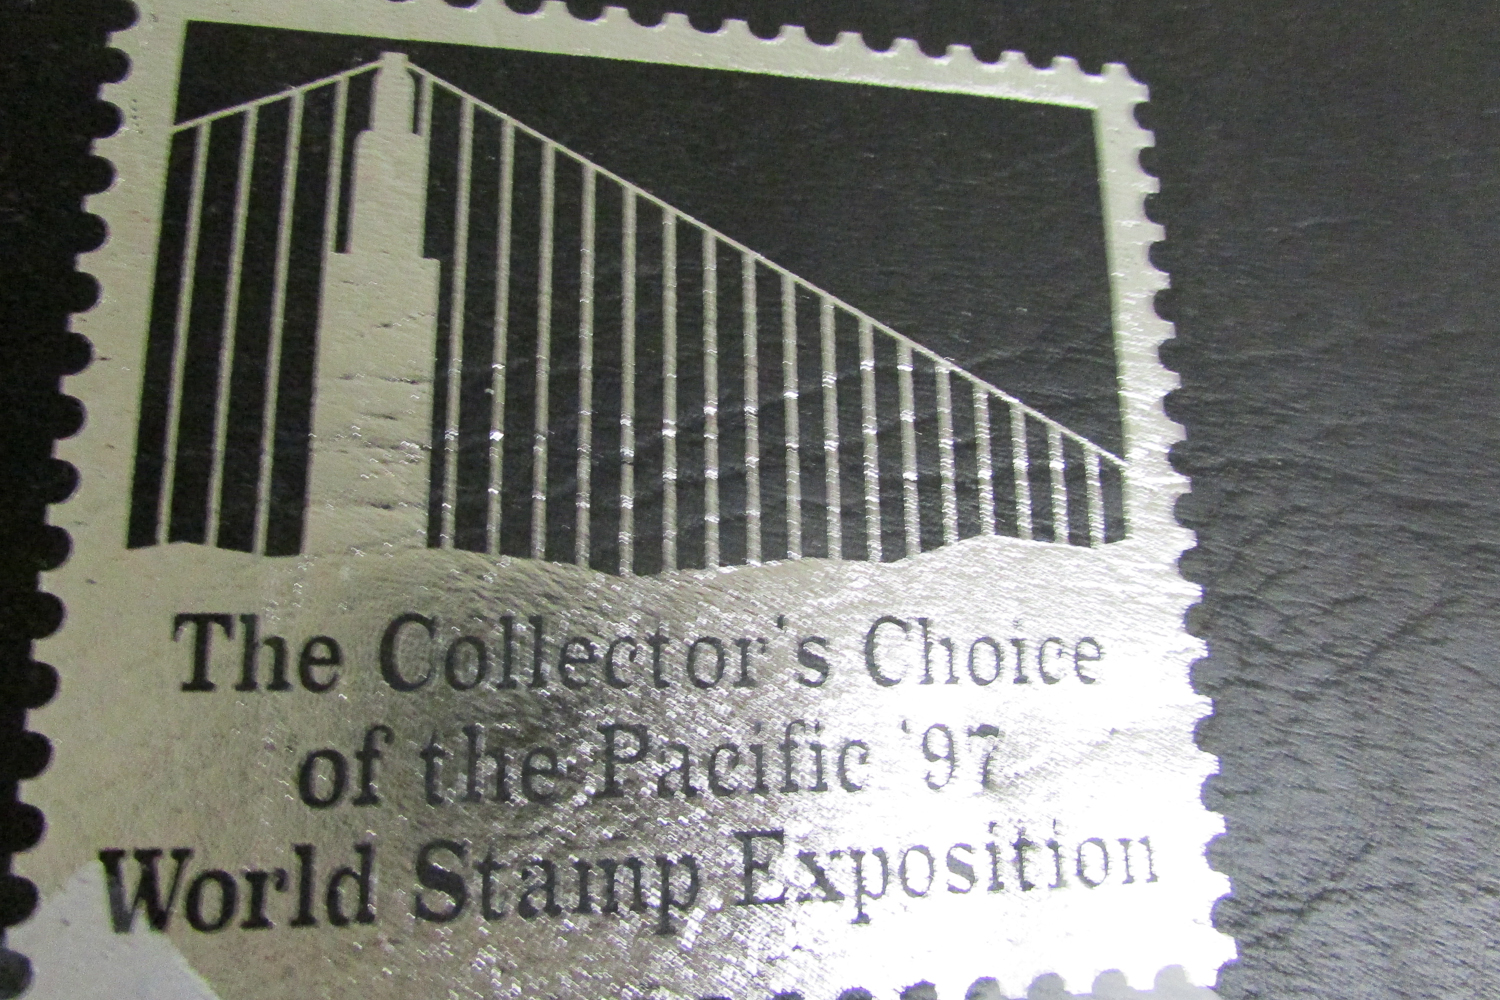 The Collector's Choice
of the Pacific '97
World Stamp Exposition